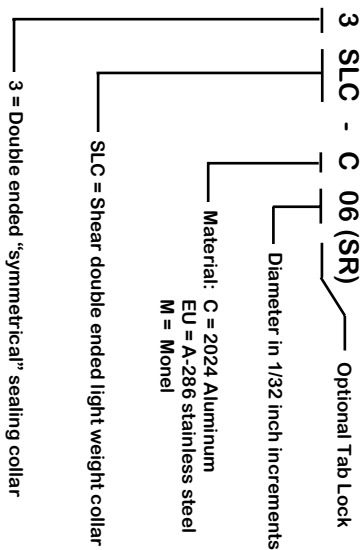 3 SLC - C 06 (SR)
Optional Tab Lock
Diameter in 1/32 inch increments
Material: C = 2024 Aluminum
EU = A-286 stainless steel
M = Monel
SLC = Shear double ended light weight collar
3 = Double ended “symmetrical” sealing collar